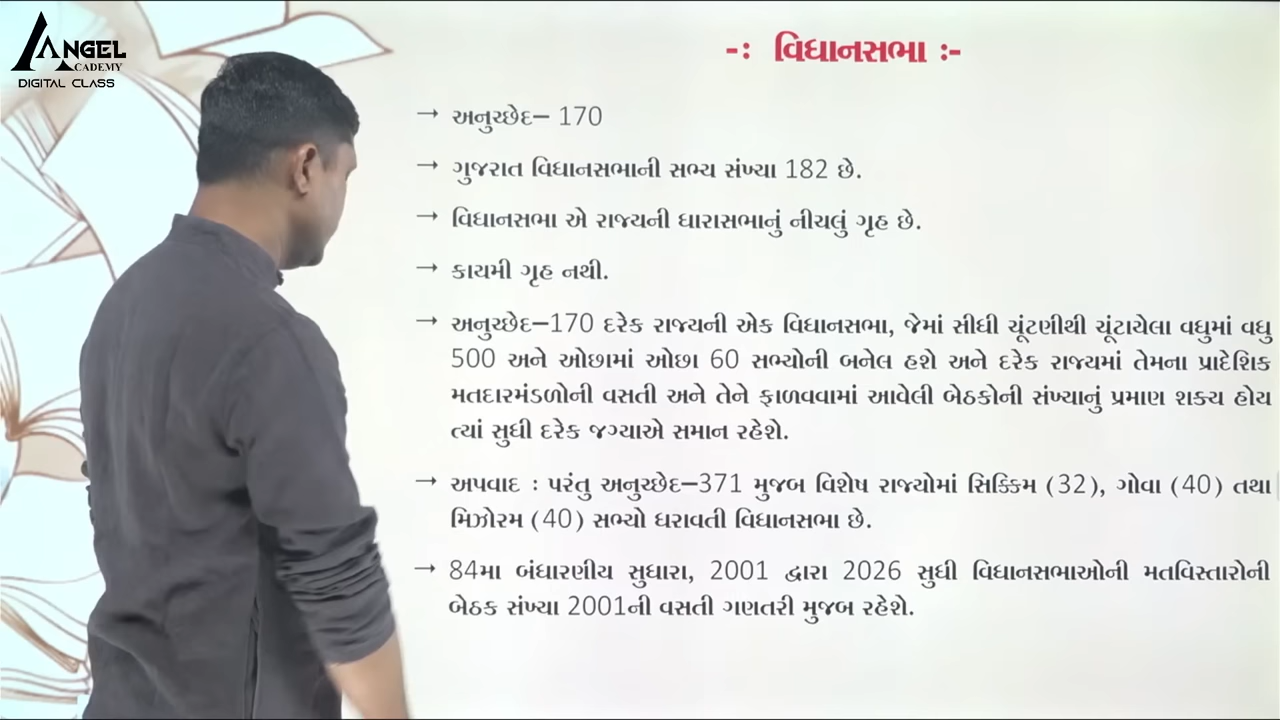 ANGEL
ACADEMY
DIGITAL CLASS
-: વિધાનસભા :-
→ અનુચ્છેદ– 170
→ ગુજરાત વિધાનસભાની સભ્ય સંખ્યા 182 છે.
→ વિધાનસભા એ રાજ્યની ધારાસભાનું નીચલું ગૃહ છે.
→ કાયમી ગૃહ નથી.
→ અનુચ્છેદ–170 દરેક રાજ્યની એક વિધાનસભા, જેમાં સીધી ચૂંટણીથી ચૂંટાયેલા વધુમાં વધુ
500 અને ઓછામાં ઓછા 60 સભ્યોની બનેલ હશે અને દરેક રાજ્યમાં તેમના પ્રાદેશિક
મતદારમંડળોની વસતી અને તેને ફાળવવામાં આવેલી બેઠકોની સંખ્યાનું પ્રમાણ શક્ય હોય
ત્યાં સુધી દરેક જગ્યાએ સમાન રહેશે.
→ અપવાદ : પરંતુ અનુચ્છેદ–371 મુજબ વિશેષ રાજ્યોમાં સિક્કિમ (32), ગોવા (40) તથા
મિઝોરમ (40) સભ્યો ધરાવતી વિધાનસભા છે.
→ 84મા બંધારણીય સુધારા, 2001 દ્વારા 2026 સુધી વિધાનસભાઓની મતવિસ્તારોની
બેઠક સંખ્યા 2001ની વસતી ગણતરી મુજબ રહેશે.